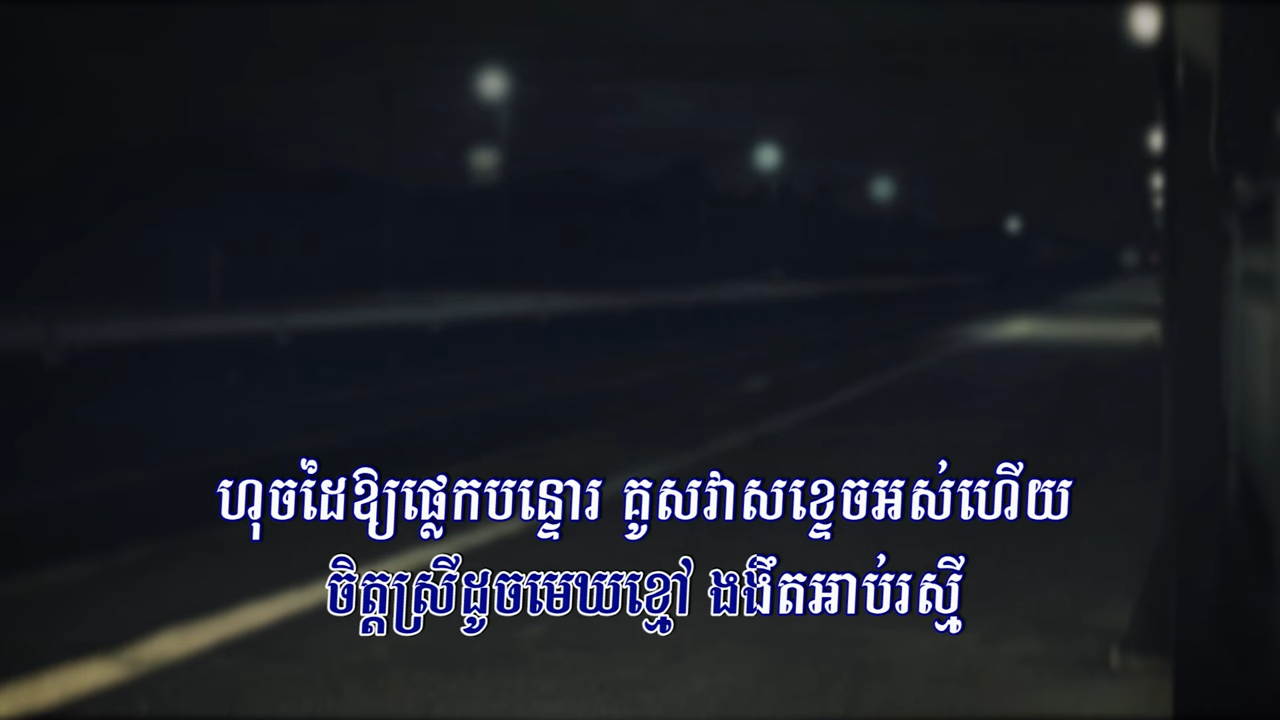 ហុចដៃឱ្យផ្លេកបន្ទោរ គូសវាសខ្ទេចអស់ហើយ
ចិត្តស្រីដូចមេឃខ្មៅ ងងឹតអាប់រស្មី